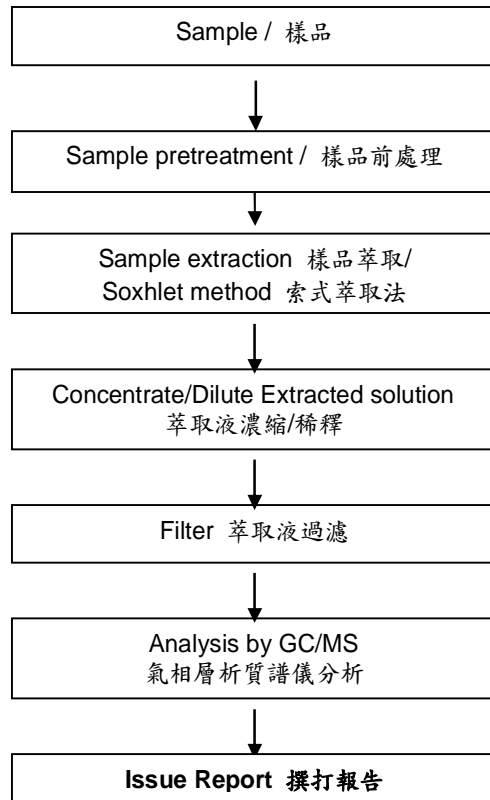 Sample / 樣品
Sample pretreatment / 樣品前處理
Sample extraction 樣品萃取/
Soxhlet method 索式萃取法
Concentrate/Dilute Extracted solution
萃取液濃縮/稀釋
Filter 萃取液過濾
Analysis by GC/MS
氣相層析質譜儀分析
Issue Report 撰打報告